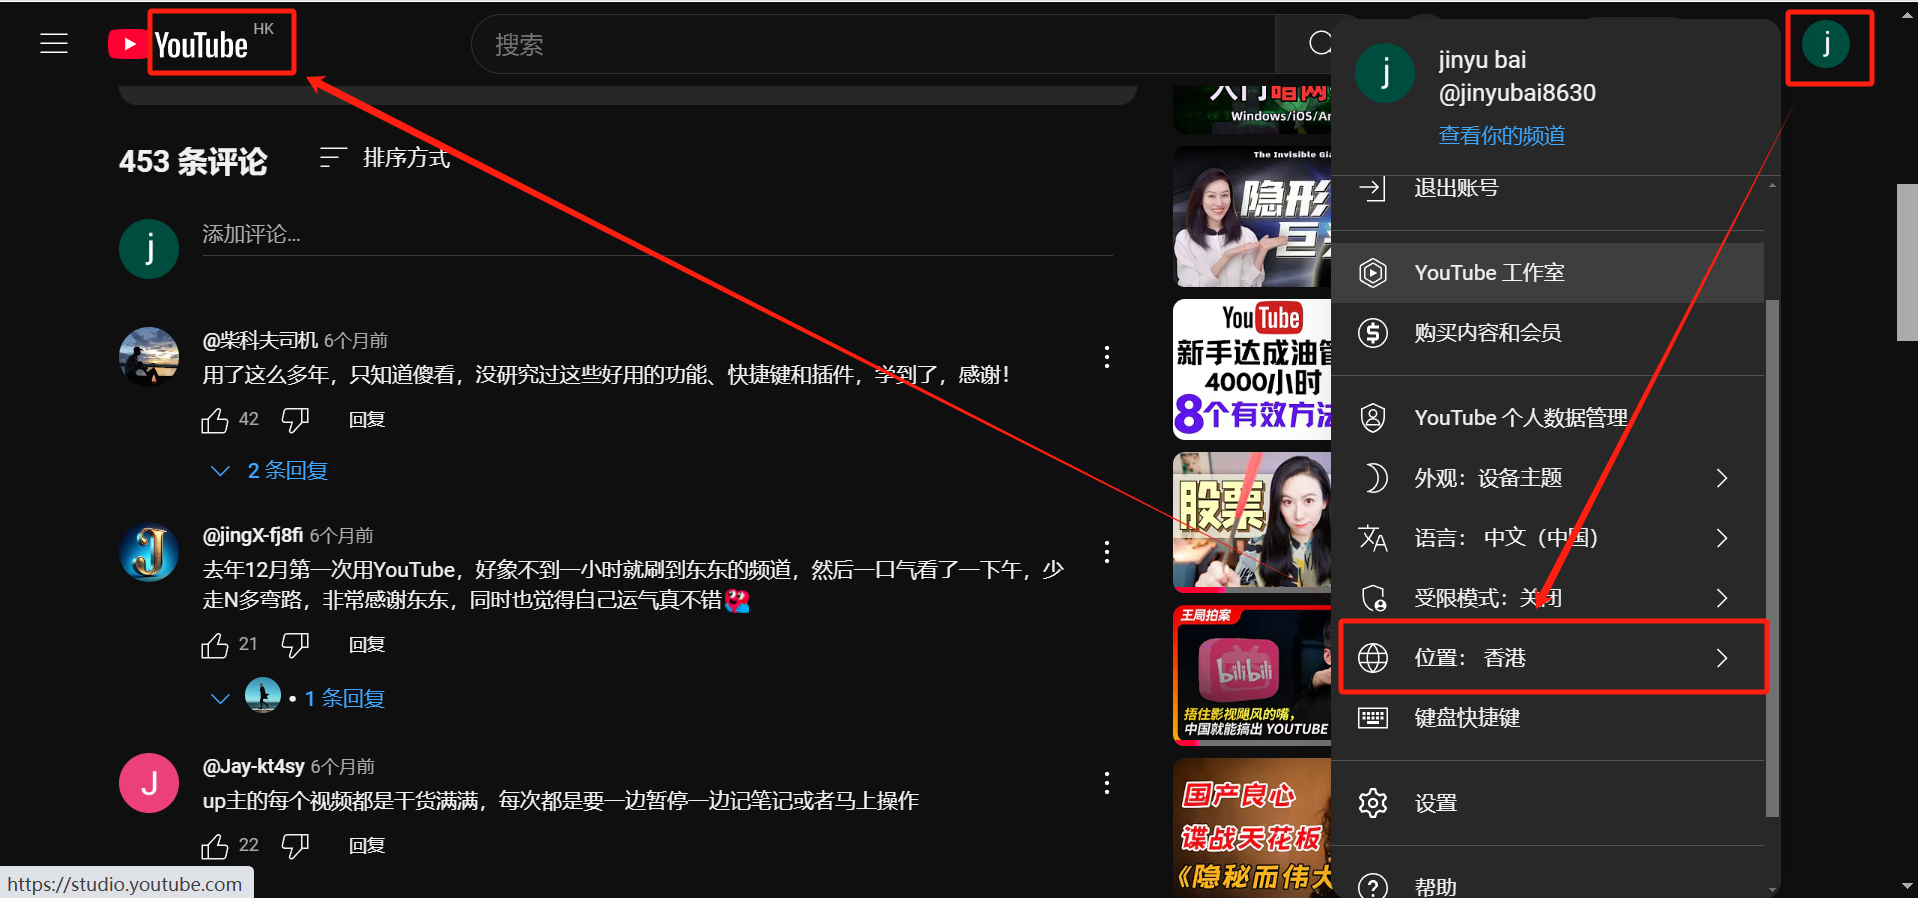 YouTube HK
搜索
453 条评论
排序方式
j
添加评论...
@柴科夫司机 6个月前
用了这么多年，只知道傻看，没研究过这些好用的功能、快捷键和插件，学到了，感谢！
42
回复
2 条回复
@jingX-fj8fi 6个月前
去年12月第一次用YouTube，好象不到一小时就刷到东东的频道，然后一口气看了一下午，少
走N多弯路，非常感谢东东，同时也觉得自己运气真不错
21
回复
• 1 条回复
J
@Jay-kt4sy 6个月前
up主的每个视频都是干货满满，每次都是要一边暂停一边记笔记或者马上操作
22
回复
https://studio.youtube.com
入门暗网
Windows/iOS/An
The Invisible Gia
隐形
YouTube
新手达成油管
4000小时
8个有效方法
股票
王局拍案
bilibili
捂住影视飓风的嘴，
中国就能搞出 YOUTUBE
国产良心
谍战天花板
《隐秘而伟大
j
j
jinyu bai
@jinyubai8630
查看你的频道
退出账号
YouTube 工作室
购买内容和会员
YouTube 个人数据管理
外观：设备主题
语言： 中文（中国）
受限模式：关闭
位置： 香港
键盘快捷键
设置
帮助